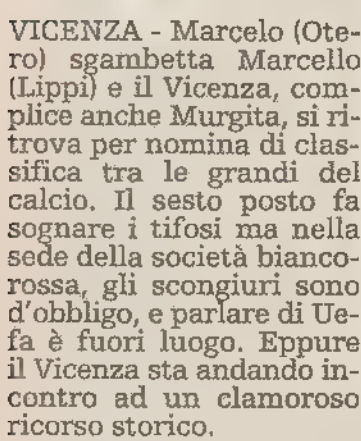 VICENZA - Marcelo (Ote-
ro) sgambetta Marcello
(Lippi) e il Vicenza, com-
plice anche Murgita, si ri-
trova per nomina di clas-
sifica tra le grandi del
calcio. Il sesto posto fa
sognare i tifosi ma nella
sede della società bianco-
rossa, gli scongiuri sono
d'obbligo, e parlare di Ue-
fa è fuori luogo. Eppure
il Vicenza sta andando in-
contro ad un clamoroso
ricorso storico.